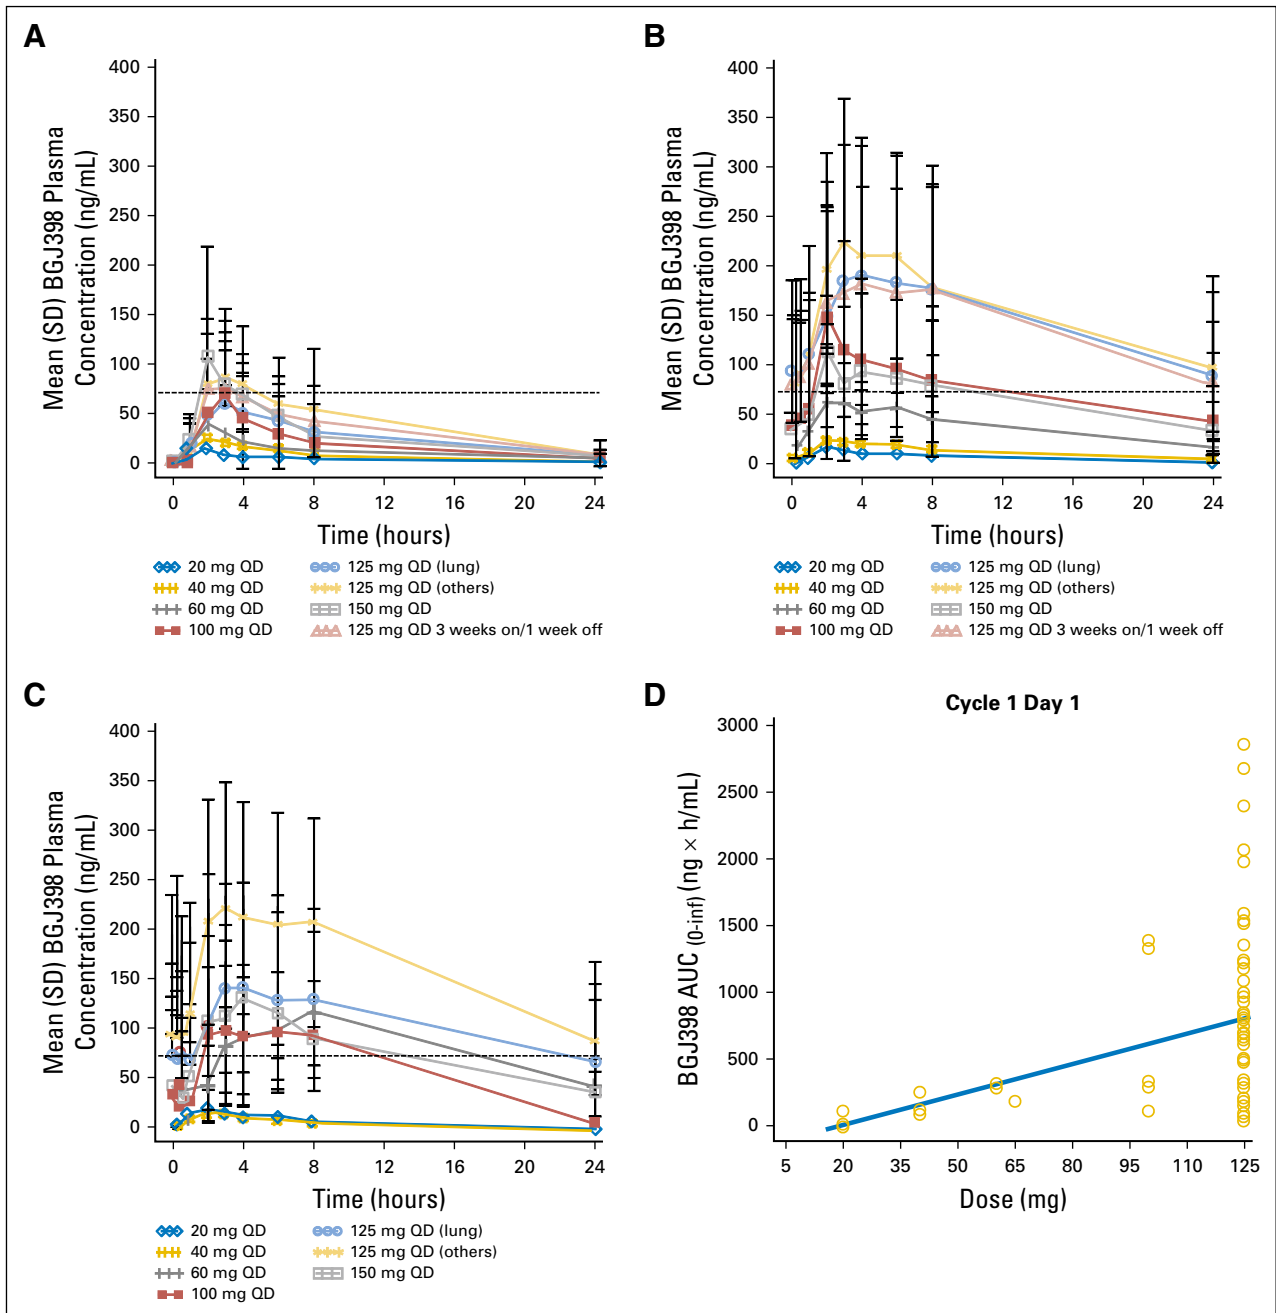 A
Mean (SD) BGJ398 Plasma
Concentration (ng/mL)
400
350
300
250
200
150
100
50
0
0 4 8 12 16 20 24
Time (hours)
20 mg QD
40 mg QD
60 mg QD
100 mg QD
125 mg QD (lung)
125 mg QD (others)
150 mg QD
125 mg QD 3 weeks on/1 week off
B
Mean (SD) BGJ398 Plasma
Concentration (ng/mL)
400
350
300
250
200
150
100
50
0
0 4 8 12 16 20 24
Time (hours)
20 mg QD
40 mg QD
60 mg QD
100 mg QD
125 mg QD (lung)
125 mg QD (others)
150 mg QD
125 mg QD 3 weeks on/1 week off
C
Mean (SD) BGJ398 Plasma
Concentration (ng/mL)
400
350
300
250
200
150
100
50
0
0 4 8 12 16 20 24
Time (hours)
20 mg QD
40 mg QD
60 mg QD
100 mg QD
125 mg QD (lung)
125 mg QD (others)
150 mg QD
D
Cycle 1 Day 1
BGJ398 AUC (0-inf) (ng × h/mL)
3000
2500
2000
1500
1000
500
0
5 20 35 50 65 80 95 110 125
Dose (mg)